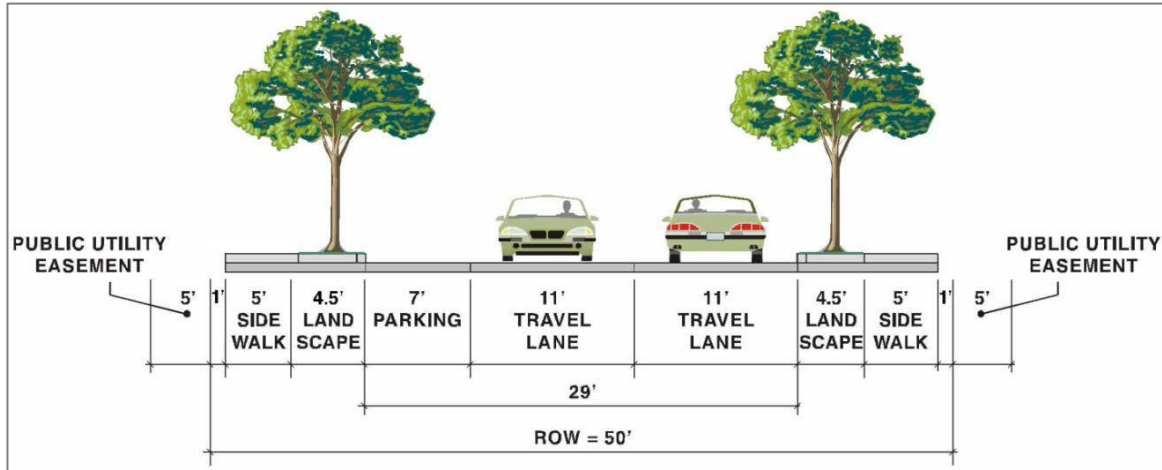 PUBLIC UTILITY
EASEMENT
PUBLIC UTILITY
EASEMENT
5' 1' 5' 4.5' 7' 11' 11' 4.5' 5' 1' 5'
SIDE LAND PARKING TRAVEL TRAVEL LAND SIDE
WALK SCAPE LANE LANE SCAPE WALK
29'
ROW = 50'